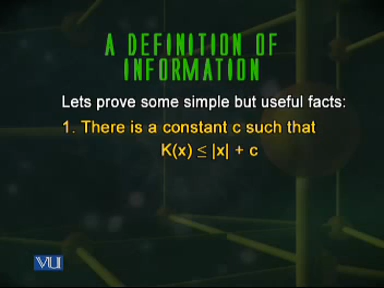 A DEFINITION OF
INFORMATION
Lets prove some simple but useful facts:
1. There is a constant c such that
K(x) ≤ |x| + c
VU